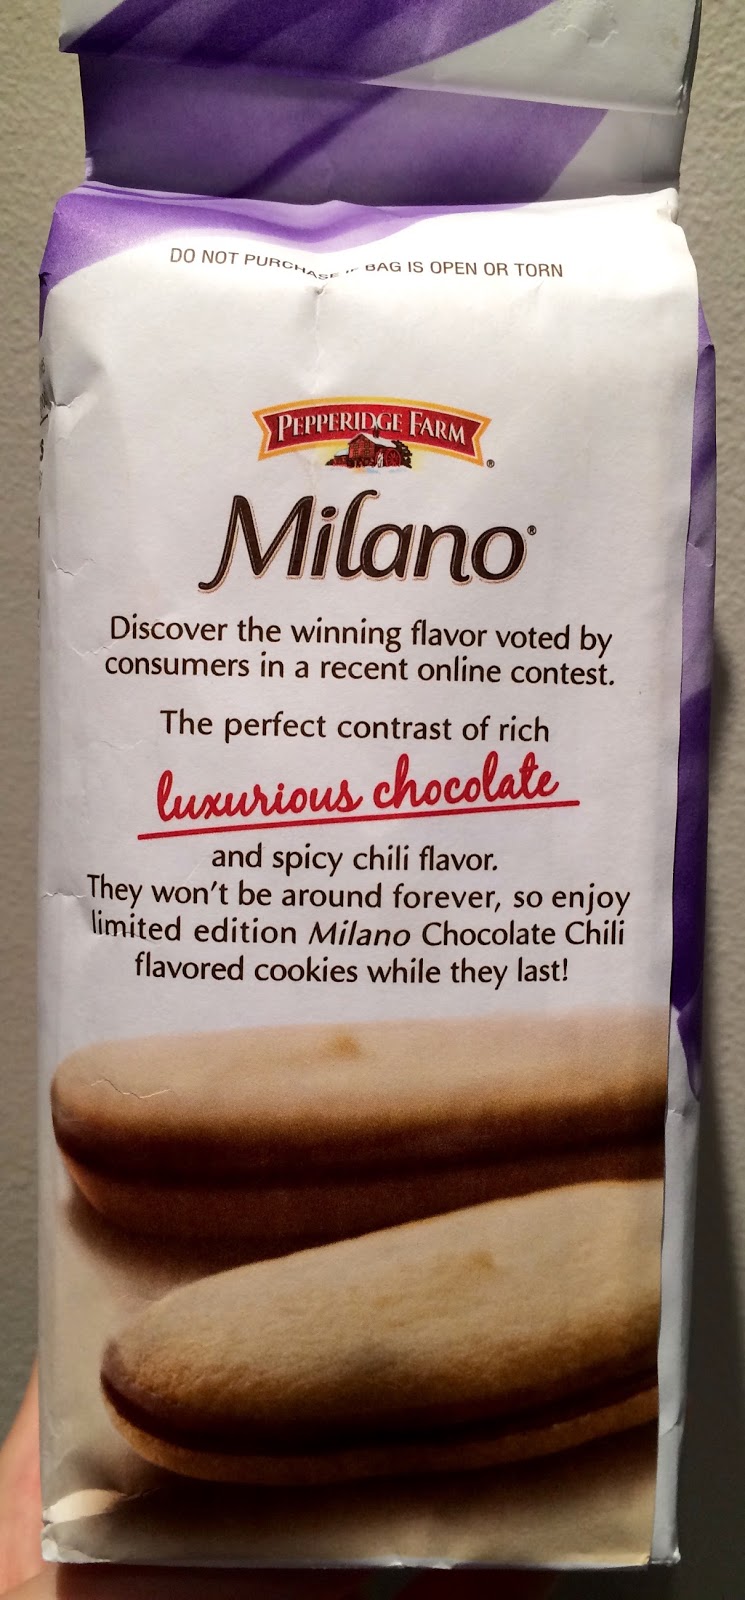 DO NOT PURCHASE IF BAG IS OPEN OR TORN
PEPPERIDGE FARM®
Milano®
Discover the winning flavor voted by
consumers in a recent online contest.
The perfect contrast of rich
luxurious chocolate
and spicy chili flavor.
They won't be around forever, so enjoy
limited edition Milano Chocolate Chili
flavored cookies while they last!